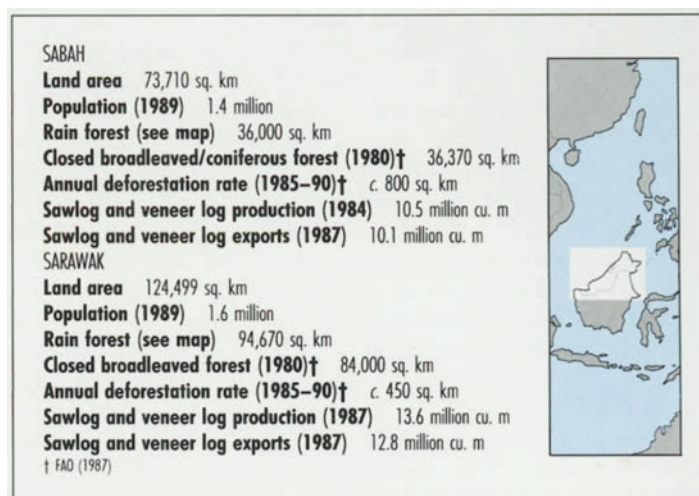 SABAH
Land area 73,710 sq. km
Population (1989) 1.4 million
Rain forest (see map) 36,000 sq. km
Closed broadleaved/coniferous forest (1980)† 36,370 sq. km
Annual deforestation rate (1985–90)† c. 800 sq. km
Sawlog and veneer log production (1984) 10.5 million cu. m
Sawlog and veneer log exports (1987) 10.1 million cu. m
SARAWAK
Land area 124,499 sq. km
Population (1989) 1.6 million
Rain forest (see map) 94,670 sq. km
Closed broadleaved forest (1980)† 84,000 sq. km
Annual deforestation rate (1985–90)† c. 450 sq. km
Sawlog and veneer log production (1987) 13.6 million cu. m
Sawlog and veneer log exports (1987) 12.8 million cu. m
† FAO (1987)